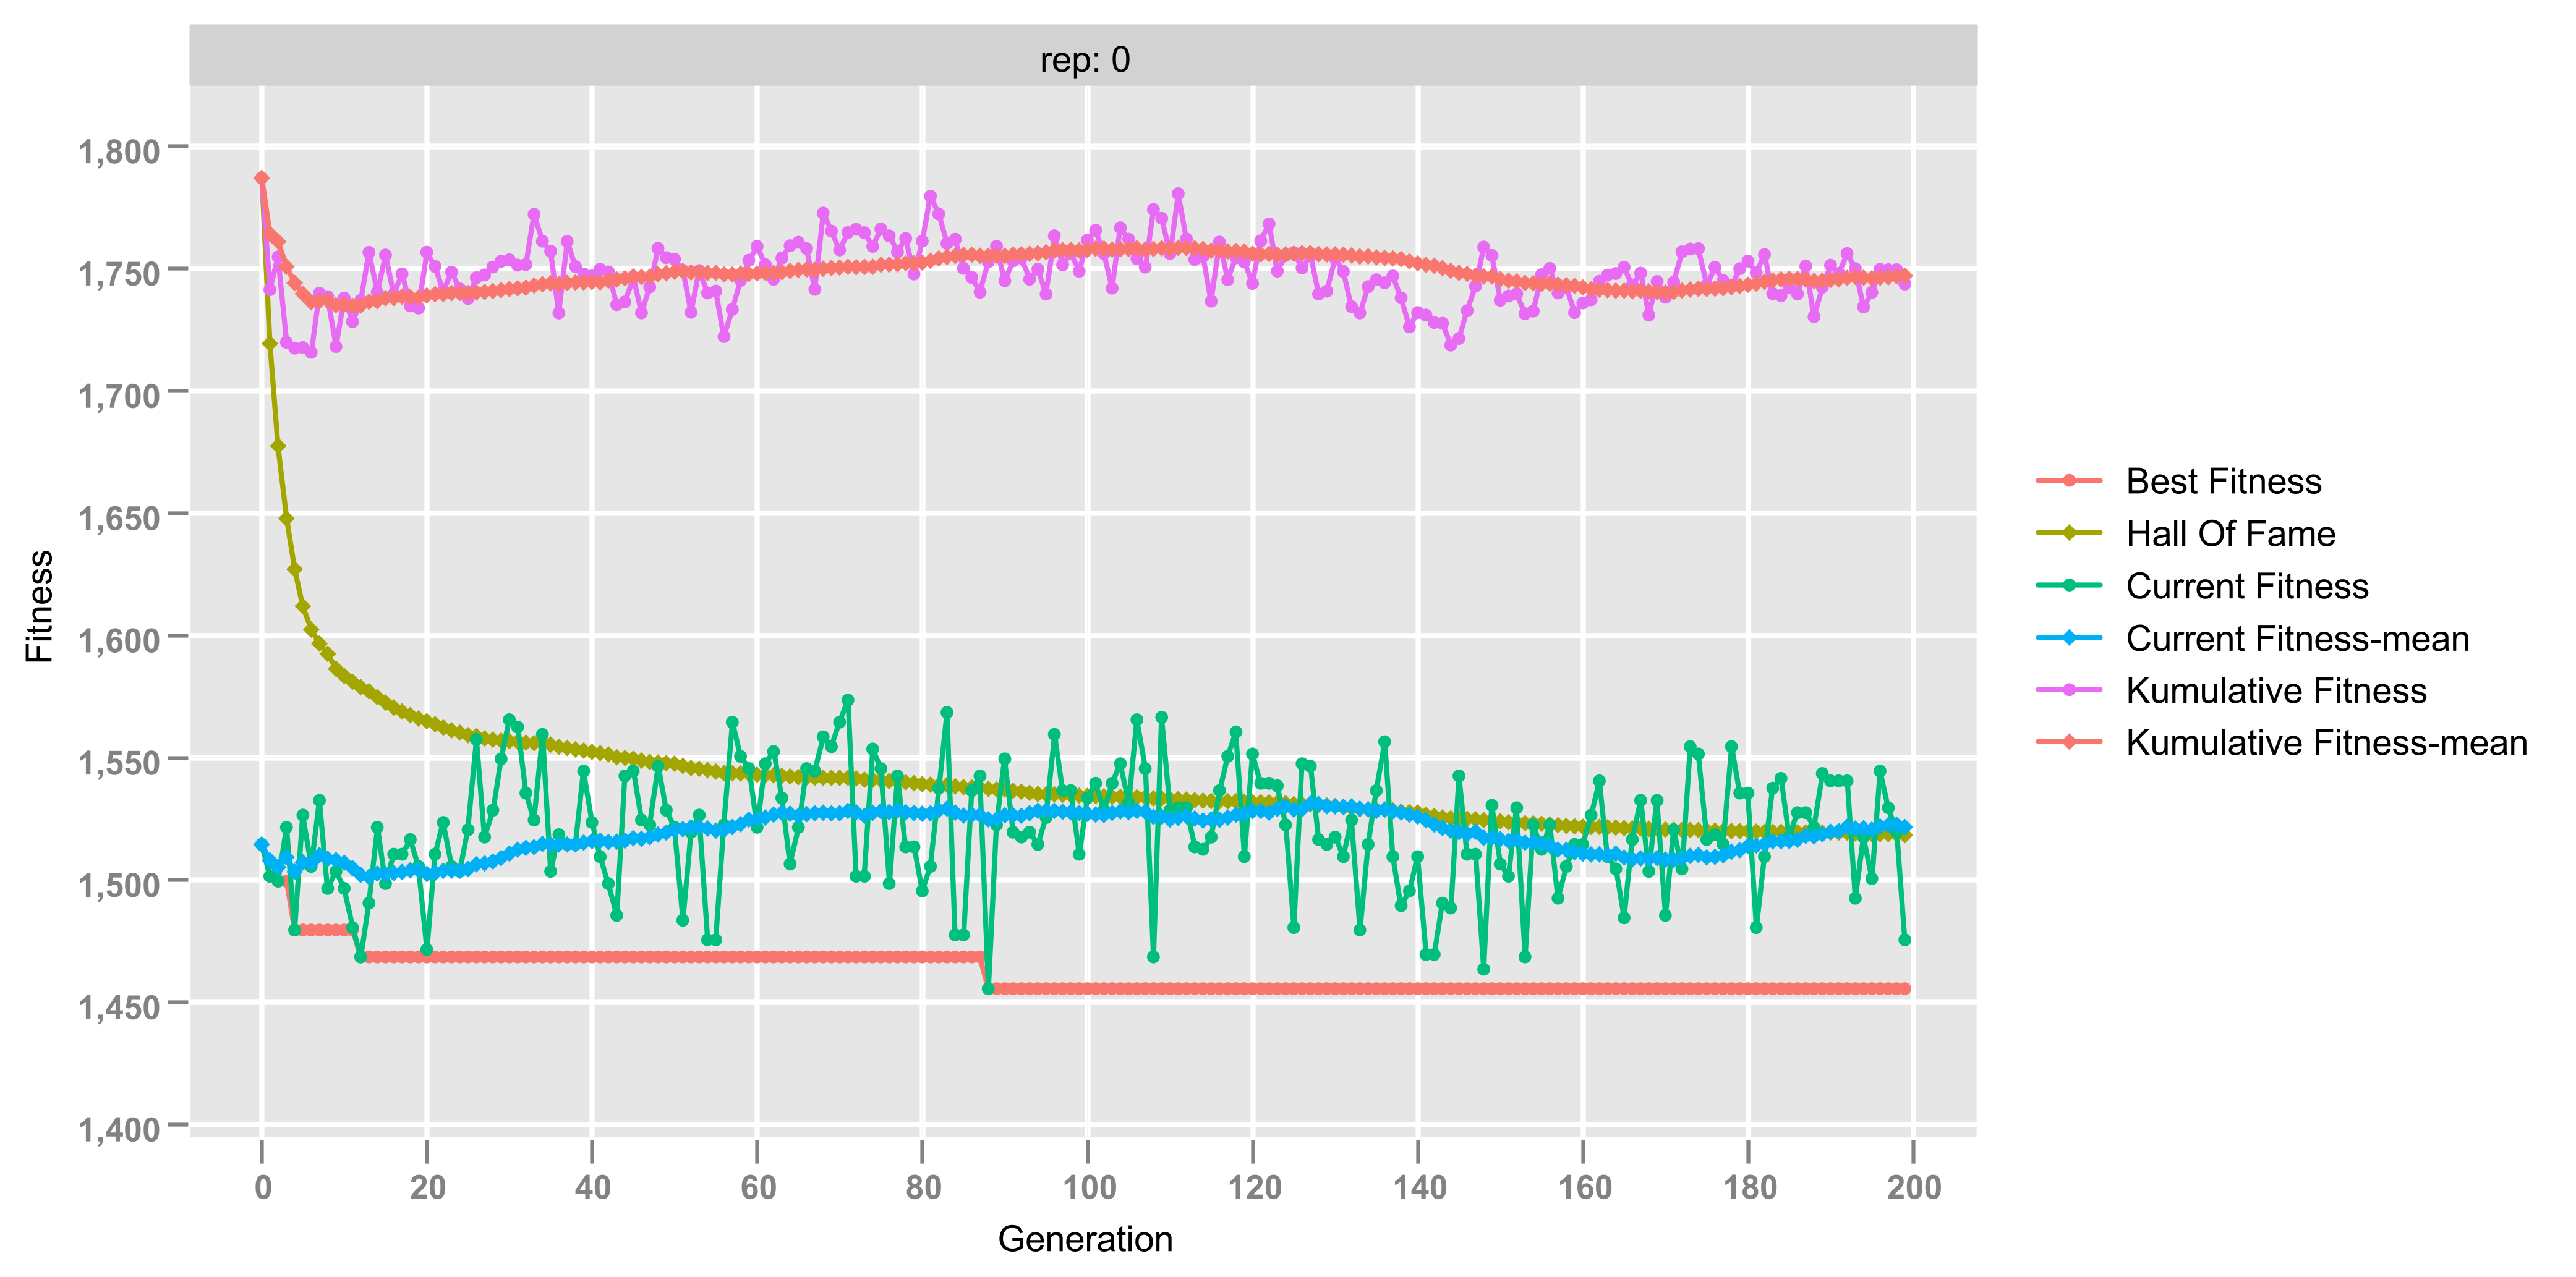 rep: 0
1,800
1,750
1,700
1,650
1,600
1,550
1,500
1,450
1,400
Fitness
0 20 40 60 80 100 120 140 160 180 200
Generation
Best Fitness
Hall Of Fame
Current Fitness
Current Fitness-mean
Kumulative Fitness
Kumulative Fitness-mean